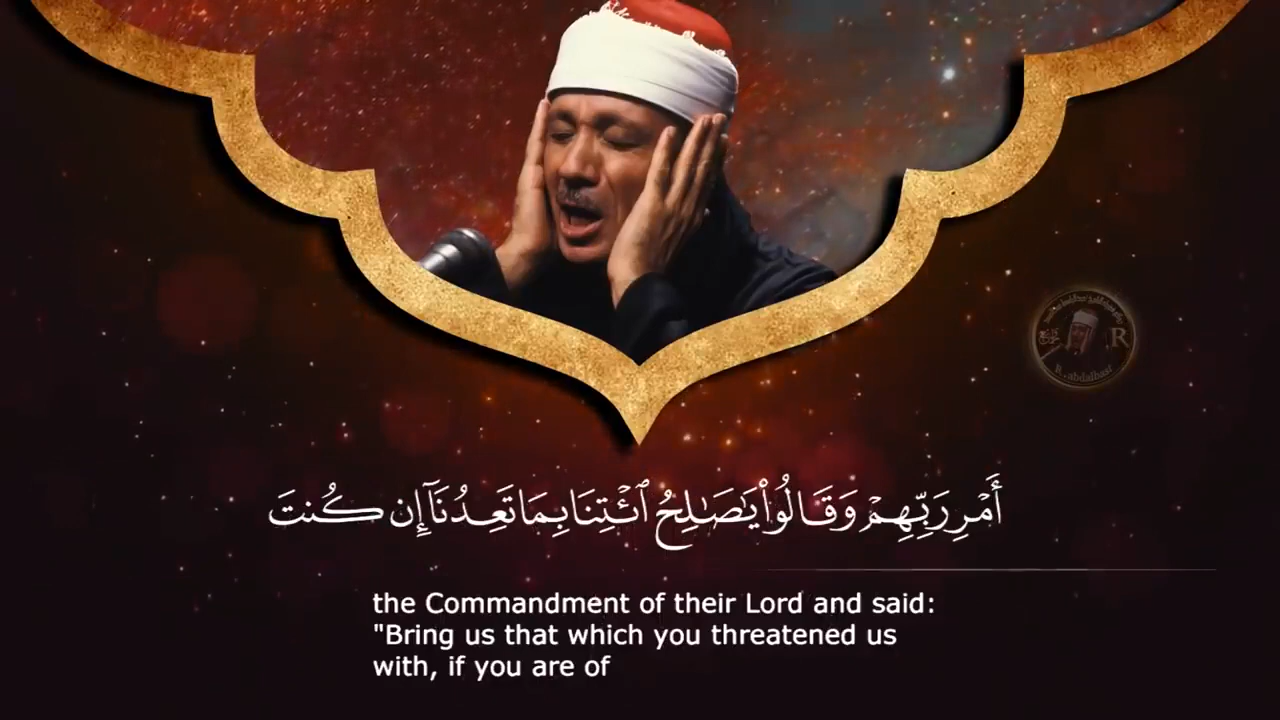 أَمْرِ رَبِّهِمْ وَقَالُوا۟ يَٰصَٰلِحُ ٱئْتِنَا بِمَا تَعِدُنَآ إِن كُنتَ
the Commandment of their Lord and said:
"Bring us that which you threatened us
with, if you are of
R